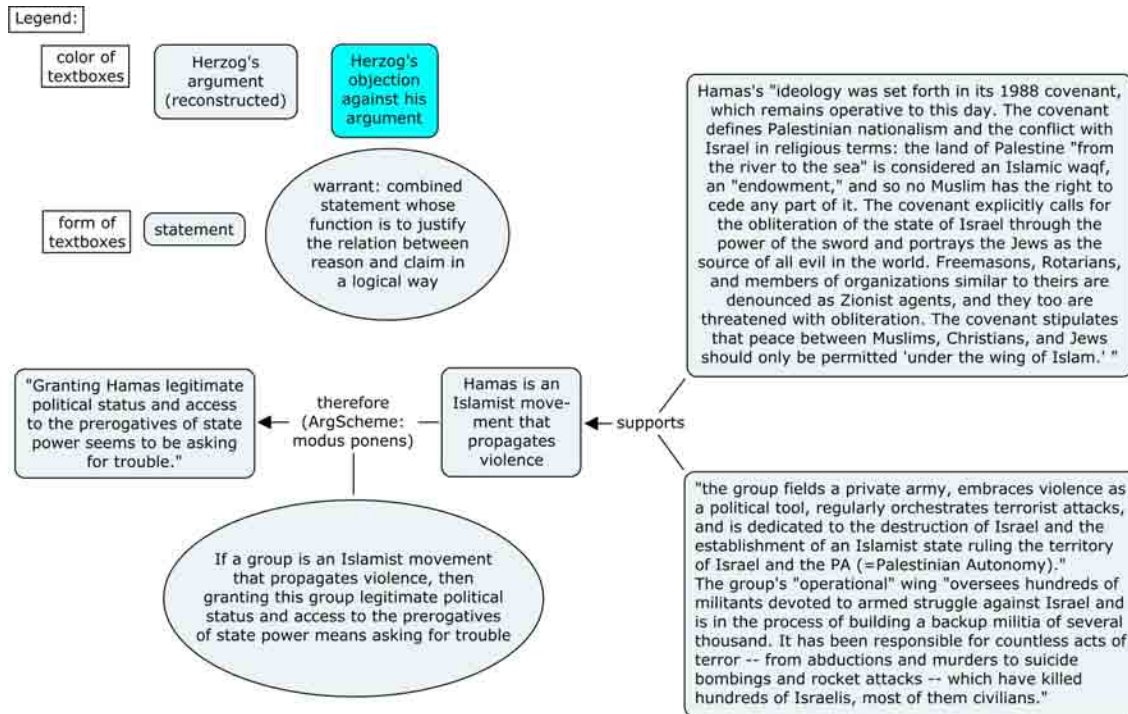 Legend:
color of
textboxes
Herzog's
argument
(reconstructed)
Herzog's
objection
against his
argument
form of
textboxes
statement
warrant: combined
statement whose
function is to justify
the relation between
reason and claim in
a logical way
Hamas's "ideology was set forth in its 1988 covenant,
which remains operative to this day. The covenant
defines Palestinian nationalism and the conflict with
Israel in religious terms: the land of Palestine "from
the river to the sea" is considered an Islamic waqf,
an "endowment," and so no Muslim has the right to
cede any part of it. The covenant explicitly calls for
the obliteration of the state of Israel through the
power of the sword and portrays the Jews as the
source of all evil in the world. Freemasons, Rotarians,
and members of organizations similar to theirs are
denounced as Zionist agents, and they too are
threatened with obliteration. The covenant stipulates
that peace between Muslims, Christians, and Jews
should only be permitted 'under the wing of Islam.' "
"Granting Hamas legitimate
political status and access
to the prerogatives of state
power seems to be asking
for trouble."
therefore
(ArgScheme:
modus ponens)
Hamas is an
Islamist move-
ment that
propagates
violence
supports
If a group is an Islamist movement
that propagates violence, then
granting this group legitimate political
status and access to the prerogatives
of state power means asking for trouble
"the group fields a private army, embraces violence as
a political tool, regularly orchestrates terrorist attacks,
and is dedicated to the destruction of Israel and the
establishment of an Islamist state ruling the territory
of Israel and the PA (=Palestinian Autonomy)."
The group's "operational" wing "oversees hundreds of
militants devoted to armed struggle against Israel and
is in the process of building a backup militia of several
thousand. It has been responsible for countless acts of
terror -- from abductions and murders to suicide
bombings and rocket attacks -- which have killed
hundreds of Israelis, most of them civilians."